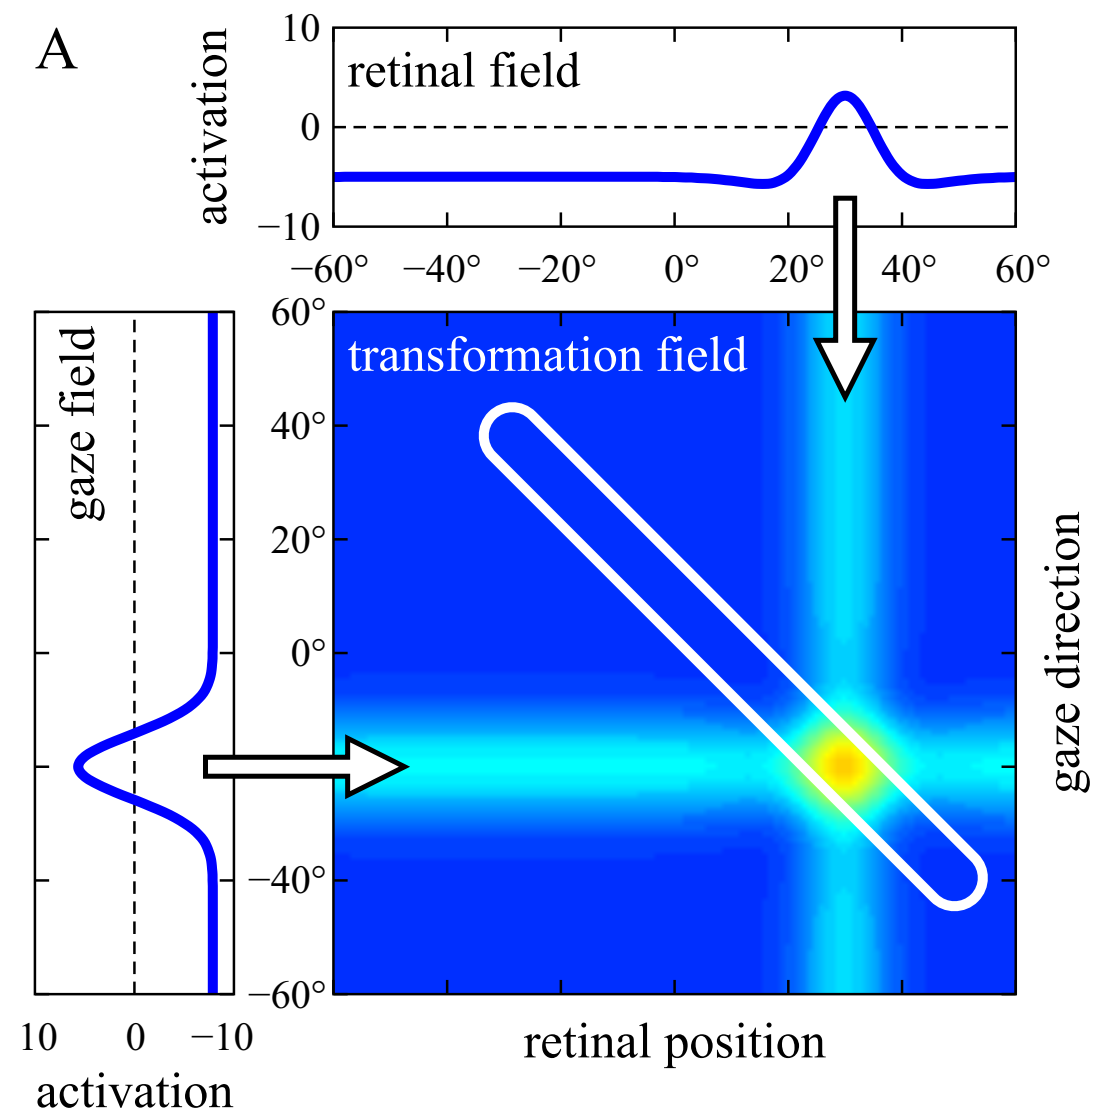 A
activation
10
0
−10
retinal field
−60° −40° −20° 0° 20° 40° 60°
gaze field
10 0 −10
activation
60°
40°
20°
0°
−40°
−60°
transformation field
gaze direction
retinal position